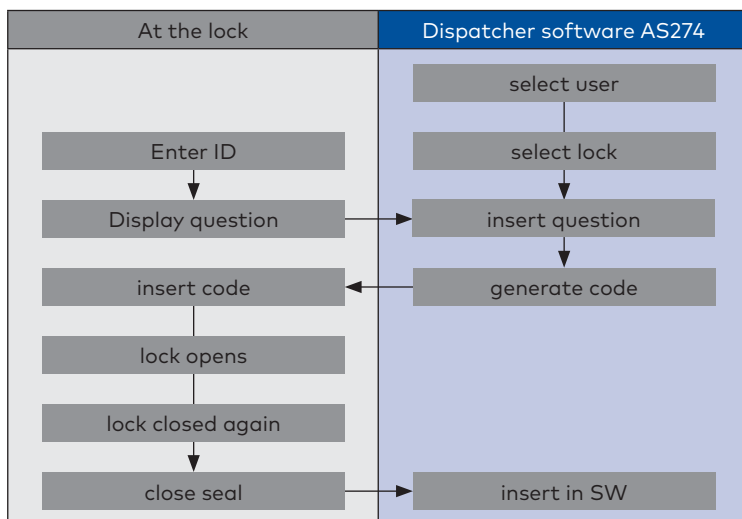 At the lock
Dispatcher software AS274
select user
Enter ID
select lock
Display question
insert question
insert code
generate code
lock opens
lock closed again
close seal
insert in SW